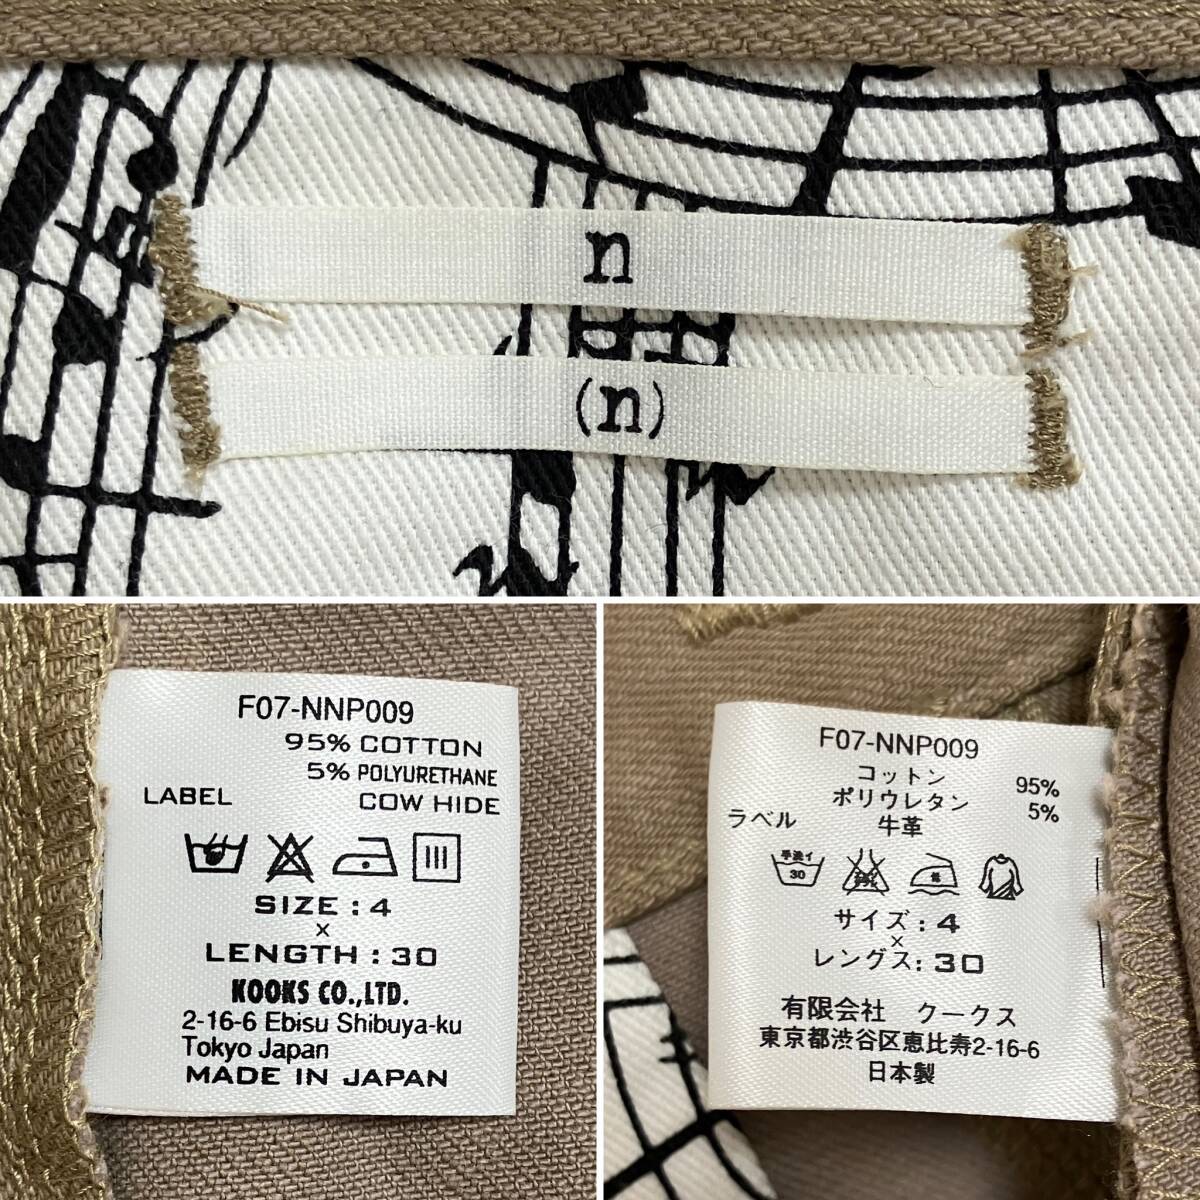 n
(n)
F07-NNP009
95% COTTON
5% POLYURETHANE
LABEL COW HIDE
SIZE : 4
×
LENGTH : 30
KOOKS CO.,LTD.
2-16-6 Ebisu Shibuya-ku
Tokyo Japan
MADE IN JAPAN
F07-NNP009
コットン 95%
ポリウレタン 5%
ラベル 牛革
手洗イ
30
サイズ : 4
×
レングス : 30
有限会社 クークス
東京都渋谷区恵比寿2-16-6
日本製